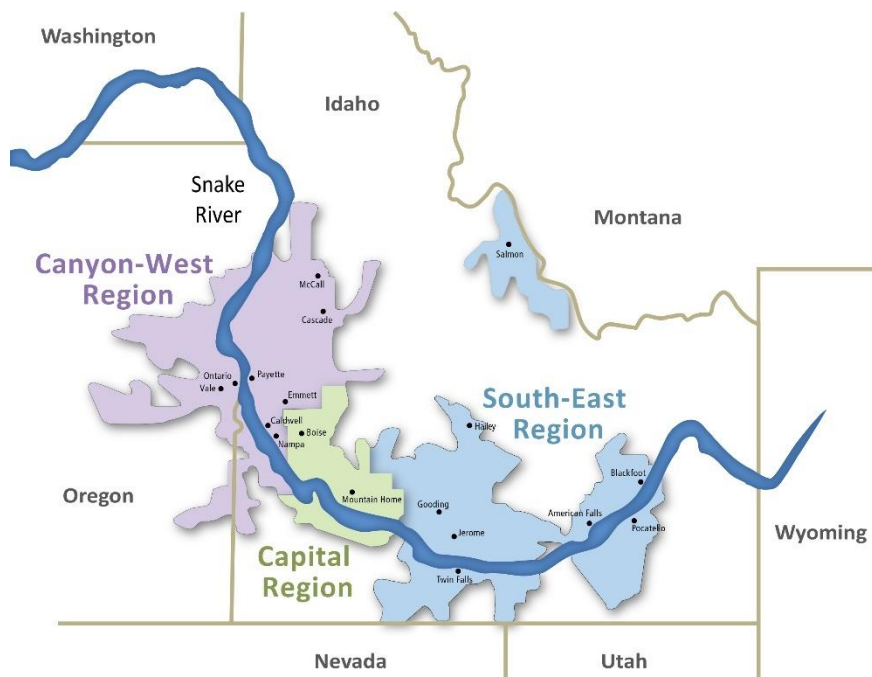 Washington
Idaho
Snake
River
Montana
Salmon
Canyon-West
Region
McCall
Cascade
Ontario
Payette
Vale
Emmett
South-East
Region
Caldwell
Boise
Nampa
Hailey
Oregon
Mountain Home
Gooding
Blackfoot
American Falls
Pocatello
Jerome
Wyoming
Capital
Region
Twin Falls
Nevada
Utah